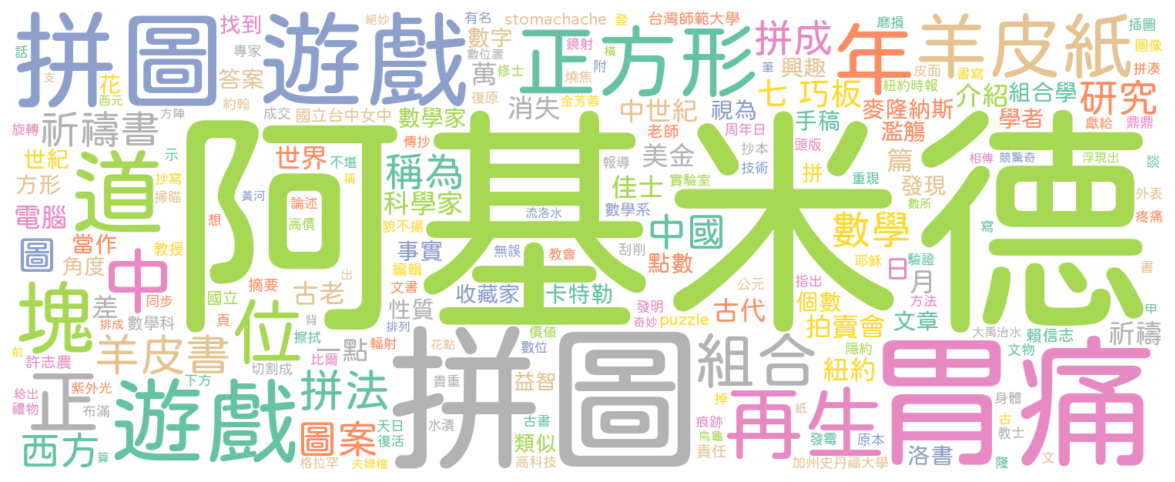 拼圖遊戲
正方形
年
羊皮紙
阿基米德
胃痛
拼圖
遊戲
組合
再生
道
中
塊
位
正
祈禱書
羊皮書
西方
拼法
圖案
稱為
科學家
中國
數學
研究
七巧板
拼成
興趣
介紹
組合學
學者
麥隆納斯
濫觴
手稿
視為
中世紀
萬
消失
數學家
數字
答案
找到
花
世紀
方形
電腦
圖
當作
角度
差
世界
古老
事實
性質
收藏家
卡特勒
佳士
美金
老師
篇
發現
日
月
點數
古代
個數
拍賣會
文章
賴信志
祈禱
紐約
洛書
一點
益智
類似
puzzle
stomachache
台灣師範大學
國立台中女中
有名
絕妙
專家
數位置
修士
鏡射
附
燒焦
復原
金芳蓉
約翰
成交
話
支
西元
方陣
登
橫
筆
磨損
皮面
書寫
紐約時報
插圖
圖像
拼湊
獻給
鼎鼎
旋轉
示
抄寫
掃瞄
不堪
稱
傳抄
報導
抄本
周年日
頭版
技術
實驗室
拼
重現
相傳
競驚奇
浮現出
談
數所
外表
疼痛
寫
黃河
論述
高價
想
貌不揚
流洛水
數學系
無誤
教會
刮削
編輯
文書
教授
摘要
同步
國立
頁
出
背
排列
輻射
比爾
擦拭
數學科
排成
許志農
前
紫外光
給出
禮物
布滿
切割成
下方
算
天日
復活
格拉罕
夫婦檔
花點
貴重
水漬
價值
數位
古書
高科技
發明
奇妙
公元
耶穌
指出
驗證
方法
書
甲
大禹治水
文物
隱約
掉
紙
痕跡
烏龜
責任
發霉
原本
加州史丹福大學
身體
古
教士
隆
文